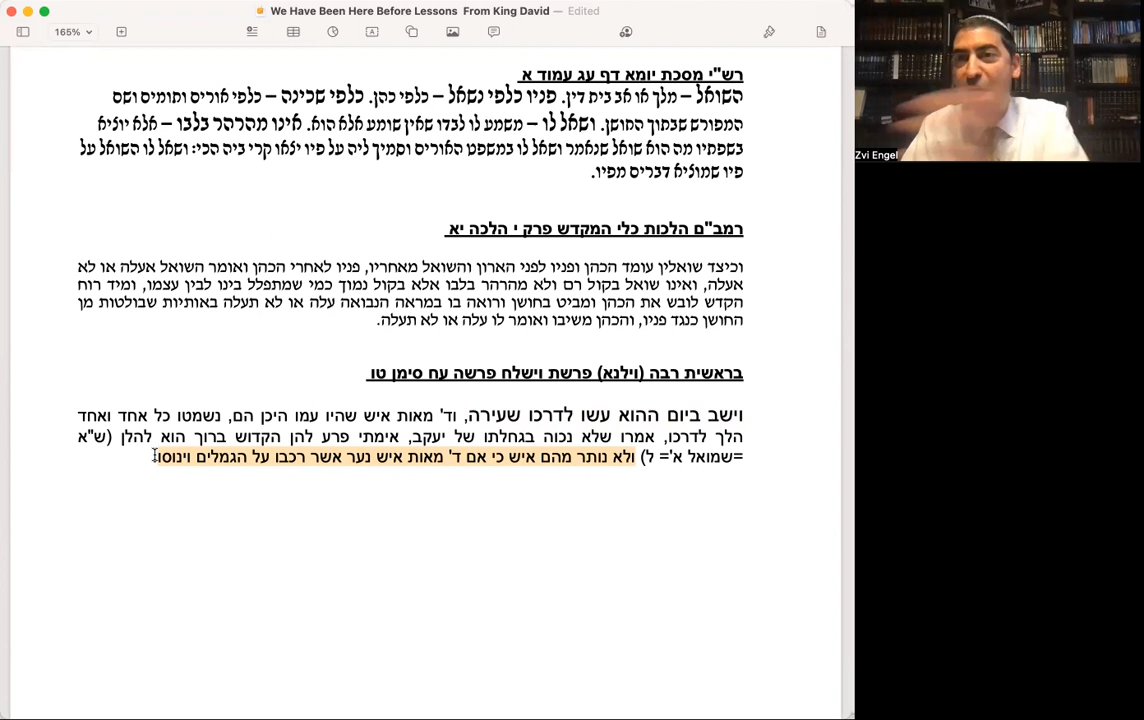 We Have Been Here Before Lessons From King David — Edited
165%
רש"י מסכת יומא דף עג עמוד א
השואל – מלך או אב בית דין. פניו כלפי נשאל – כלפי כהן. כלפי שכינה – כלפי אורים ותומים ושם
המפורש שבתוך החושן. ושאל לו – משמע לו לבדו שאין שומע אלא הוא. אינו מהרהר בלבו – אלא יוציא
בשפתיו מה הוא שואל שנאמר ושאל לו במשפט האורים וסמיך ליה על פיו יצאו קרי ביה הכי: ושאל לו השואל על
פיו שמוציא דברים מפיו.
רמב"ם הלכות כלי המקדש פרק י הלכה יא
וכיצד שואלין עומד הכהן ופניו לפני הארון והשואל מאחריו, פניו לאחרי הכהן ואומר השואל אעלה או לא
אעלה, ואינו שואל בקול רם ולא מהרהר בלבו אלא בקול נמוך כמי שמתפלל בינו לבין עצמו, ומיד רוח
הקדש לובש את הכהן ומביט בחושן ורואה בו במראה הנבואה עלה או לא תעלה באותיות שבולטות מן
החושן כנגד פניו, והכהן משיבו ואומר לו עלה או לא תעלה.
בראשית רבה (וילנא) פרשת וישלח פרשה עח סימן טו
וישב ביום ההוא עשו לדרכו שעירה, וד' מאות איש שהיו עמו היכן הם, נשמטו כל אחד ואחד
הלך לדרכו, אמרו שלא נכוה בגחלתו של יעקב, אימתי פרע להן הקדוש ברוך הוא להלן (ש"א
=שמואל א'= ל) ולא נותר מהם איש כי אם ד' מאות איש נער אשר רכבו על הגמלים וינוסו
Zvi Engel